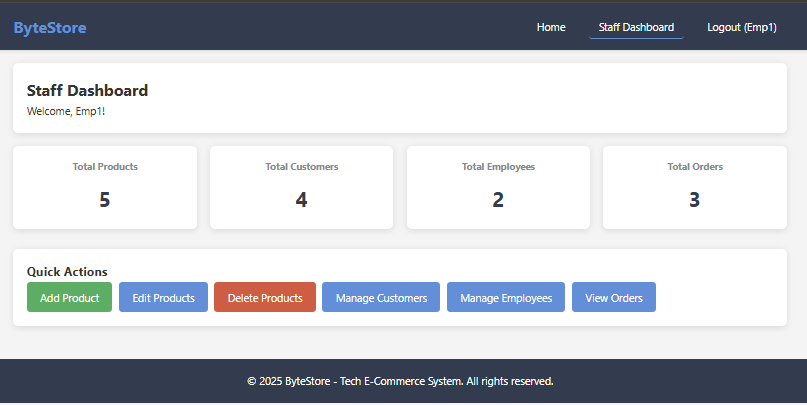 ByteStore
Home Staff Dashboard Logout (Emp1)
Staff Dashboard
Welcome, Emp1!
Total Products Total Customers Total Employees Total Orders
5 4 2 3
Quick Actions
Add Product Edit Products Delete Products Manage Customers Manage Employees View Orders
© 2025 ByteStore - Tech E-Commerce System. All rights reserved.